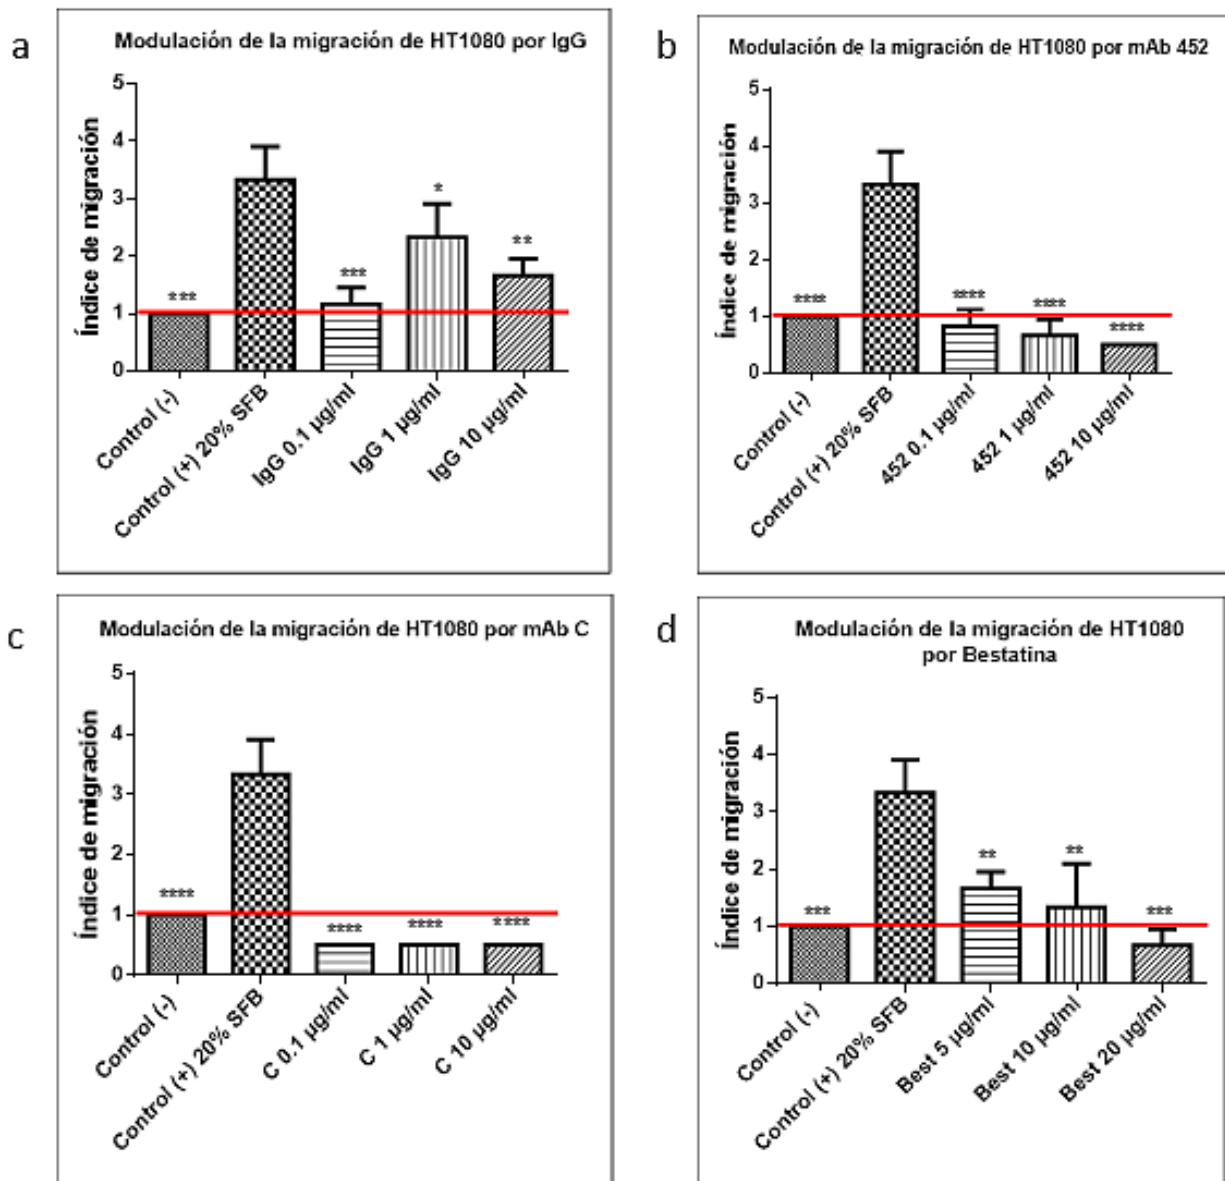 a
Modulación de la migración de HT1080 por IgG
Índice de migración
5
4
3
2
1
0
***
***
*
**
Control (-)
Control (+) 20% SFB
IgG 0.1 µg/ml
IgG 1 µg/ml
IgG 10 µg/ml
b
Modulación de la migración de HT1080 por mAb 452
Índice de migración
5
4
3
2
1
0
****
****
****
****
Control (-)
Control (+) 20% SFB
452 0.1 µg/ml
452 1 µg/ml
452 10 µg/ml
c
Modulación de la migración de HT1080 por mAb C
Índice de migración
5
4
3
2
1
0
****
****
****
****
Control (-)
Control (+) 20% SFB
C 0.1 µg/ml
C 1 µg/ml
C 10 µg/ml
d
Modulación de la migración de HT1080
por Bestatina
Índice de migración
5
4
3
2
1
0
***
**
**
***
Control (-)
Control (+) 20% SFB
Best 5 µg/ml
Best 10 µg/ml
Best 20 µg/ml